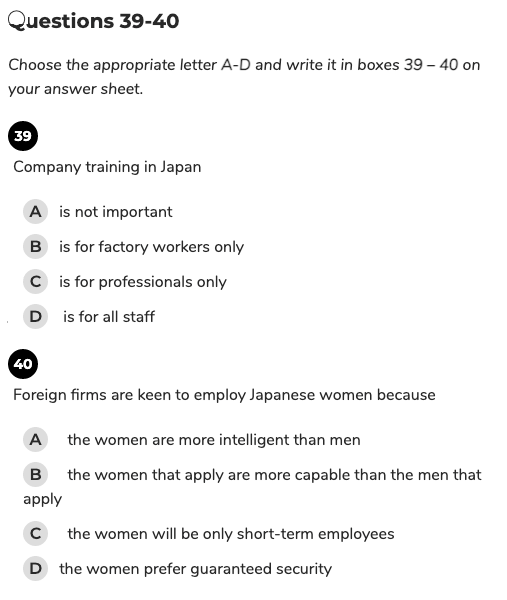 Questions 39-40
Choose the appropriate letter A-D and write it in boxes 39 – 40 on
your answer sheet.
39
Company training in Japan
A is not important
B is for factory workers only
C is for professionals only
D is for all staff
40
Foreign firms are keen to employ Japanese women because
A the women are more intelligent than men
B the women that apply are more capable than the men that
apply
C the women will be only short-term employees
D the women prefer guaranteed security